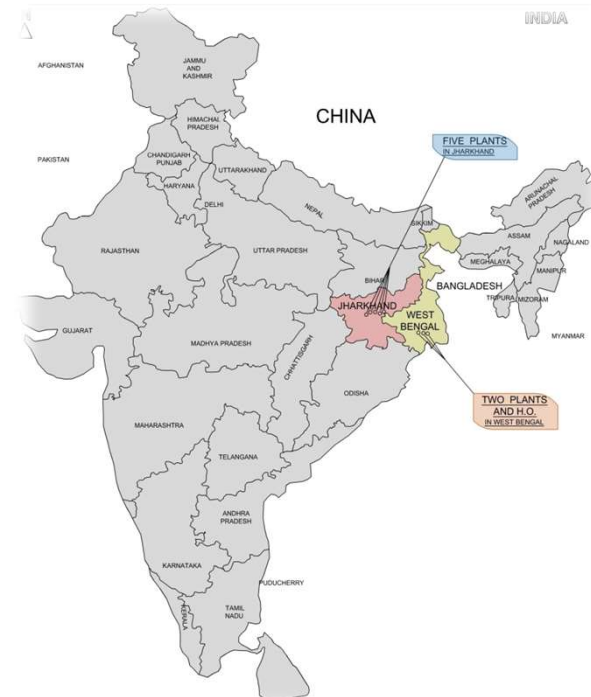 INDIA
AFGHANISTAN
JAMMU
AND
KASHMIR
CHINA
HIMACHAL
PRADESH
FIVE PLANTS
IN JHARKHAND
PAKISTAN
CHANDIGARH
PUNJAB
UTTARAKHAND
HARYANA
DELHI
NEPAL
SIKKIM
ARUNACHAL
PRADESH
ASSAM
NAGALAND
RAJASTHAN
UTTAR PRADESH
MEGHALAYA
MANIPUR
BIHAR
BANGLADESH
TRIPURA
MIZORAM
JHARKHAND
WEST
BENGAL
GUJARAT
MADHYA PRADESH
CHHATTISGARH
MYANMAR
ODISHA
TWO PLANTS
AND H.O.
IN WEST BENGAL
MAHARASHTRA
TELANGANA
ANDHRA
PRADESH
KARNATAKA
PUDUCHERRY
KERALA
TAMIL
NADU